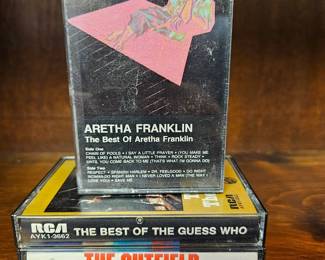 ARETHA FRANKLIN
The Best Of Aretha Franklin
Side One
CHAIN OF FOOLS • I SAY A LITTLE PRAYER • (YOU MAKE ME
FEEL LIKE) A NATURAL WOMAN • THINK • ROCK STEADY •
UNTIL YOU COME BACK TO ME (THAT'S WHAT I'M GONNA DO)
Side Two
RESPECT • SPANISH HARLEM • DR. FEELGOOD • DO RIGHT
WOMAN-DO RIGHT MAN • I NEVER LOVED A MAN (THE WAY I
LOVE YOU) • SAVE ME
RCA
AYK1-3662
THE BEST OF THE GUESS WHO
THE OUTFIELD